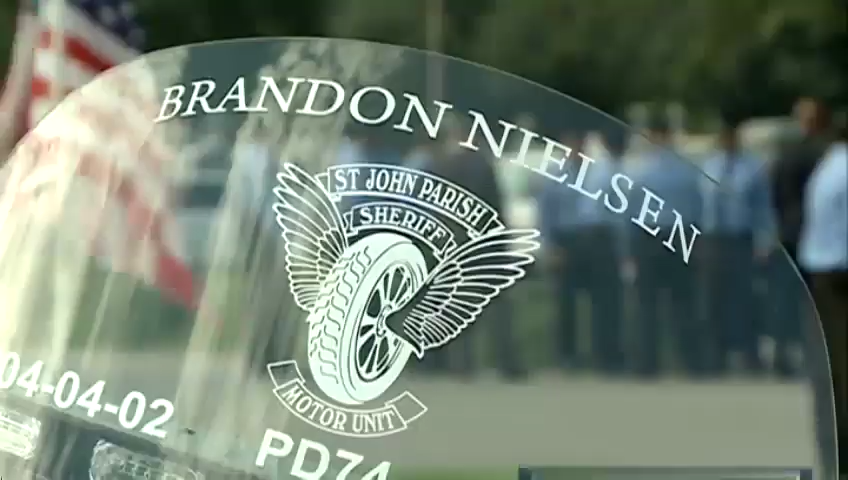 BRANDON NIELSEN
ST JOHN PARISH
SHERIFF
MOTOR UNIT
04-04-02
PD74